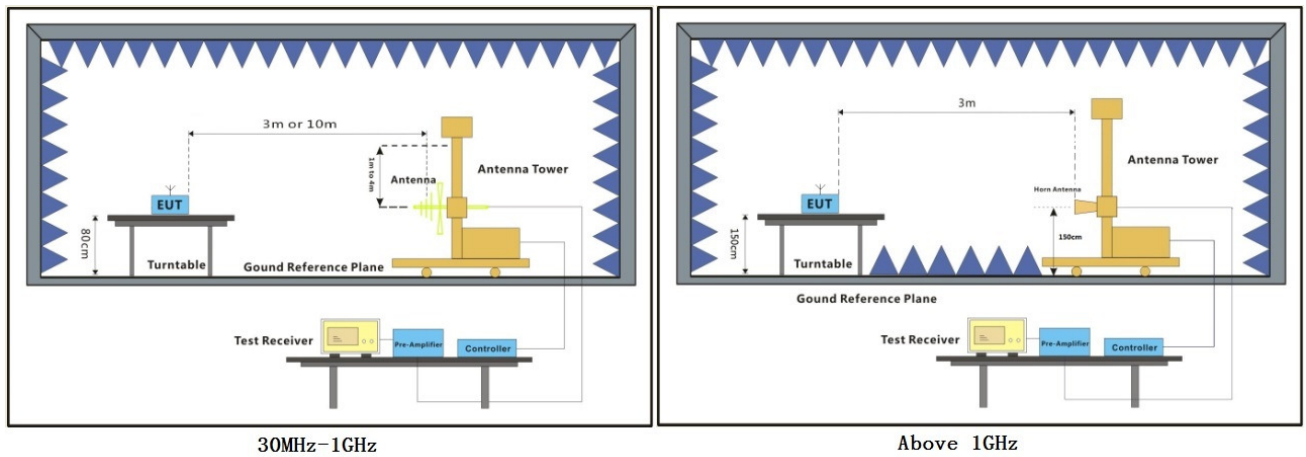 3m or 10m
1m to 4m
Antenna
Antenna Tower
EUT
80cm
Turntable
Gound Reference Plane
Test Receiver
Pre-Amplifier
Controller
30MHz-1GHz
3m
Antenna Tower
Horn Antenna
EUT
150cm
150cm
Turntable
Gound Reference Plane
Test Receiver
Pre-Amplifier
Controller
Above 1GHz